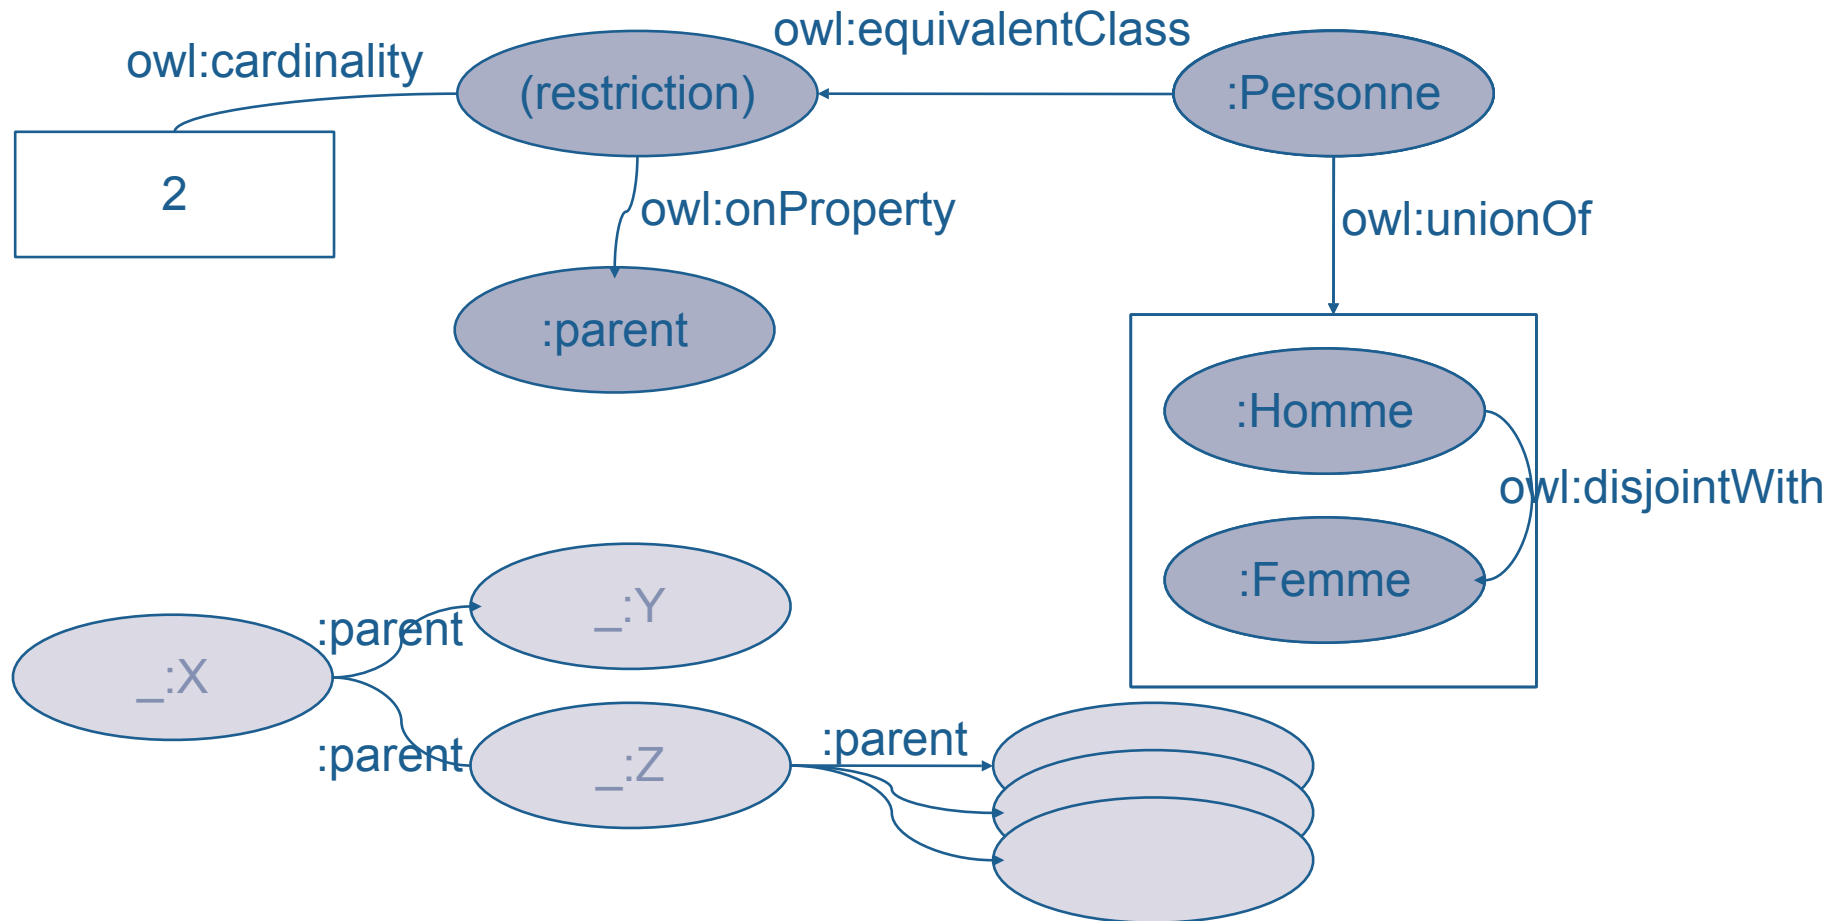 owl:equivalentClass
owl:cardinality
(restriction)
:Personne
2
owl:onProperty
owl:unionOf
:parent
:Homme
owl:disjointWith
:Femme
_:Y
:parent
_:X
:parent
_:Z
:parent